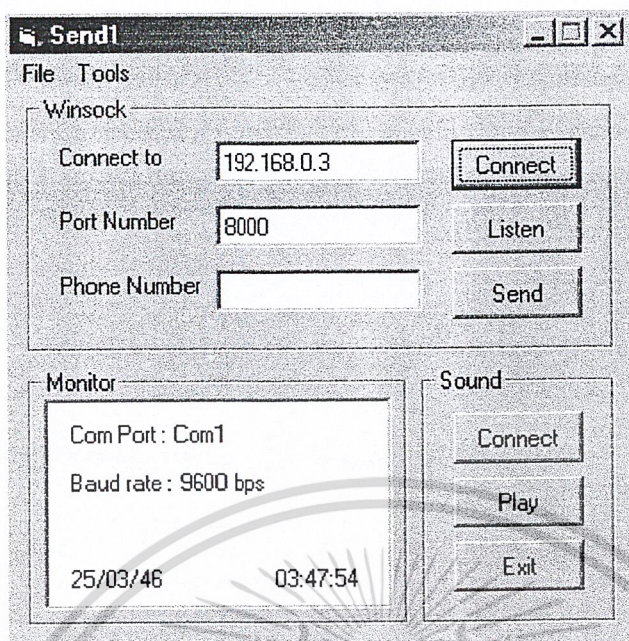 Send1
File Tools
Winsock
Connect to 192.168.0.3 Connect
Port Number 8000 Listen
Phone Number Send
Monitor
Com Port : Com1
Baud rate : 9600 bps
25/03/46 03:47:54
Sound
Connect
Play
Exit